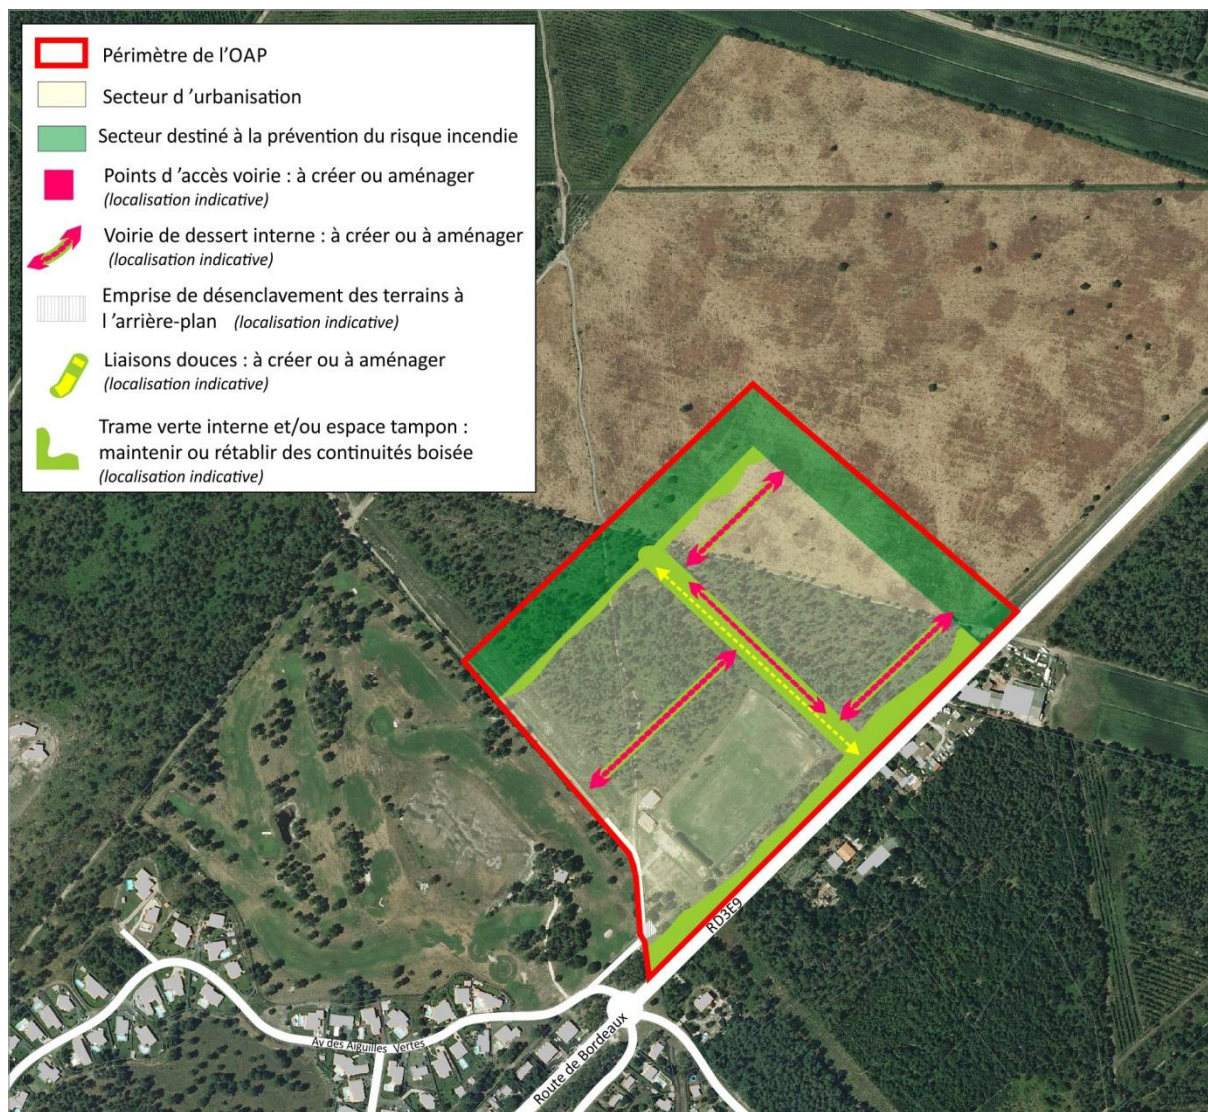 Périmètre de l'OAP
Secteur d 'urbanisation
Secteur destiné à la prévention du risque incendie
Points d 'accès voirie : à créer ou aménager
(localisation indicative)
Voirie de dessert interne : à créer ou à aménager
(localisation indicative)
Emprise de désenclavement des terrains à
l 'arrière-plan (localisation indicative)
Liaisons douces : à créer ou à aménager
(localisation indicative)
Trame verte interne et/ou espace tampon :
maintenir ou rétablir des continuités boisée
(localisation indicative)
RD3E9
Route de Bordeaux
Av des Aiguilles Vertes